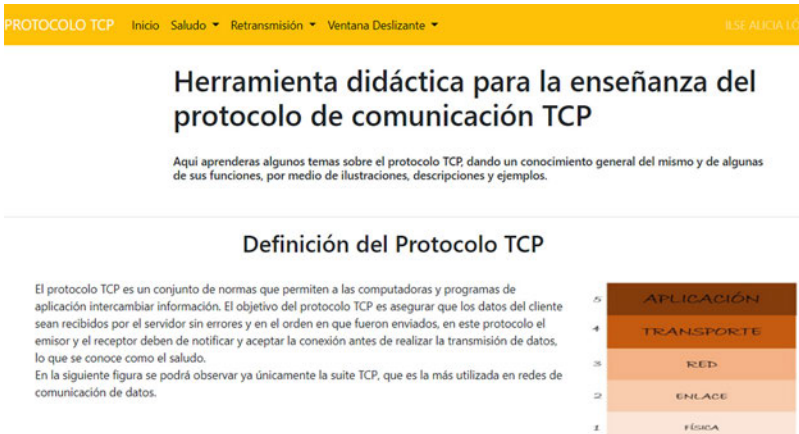 PROTOCOLO TCP Inicio Saludo Retransmisión Ventana Deslizante ILSE ALICIA LÓ
Herramienta didáctica para la enseñanza del
protocolo de comunicación TCP
Aqui aprenderas algunos temas sobre el protocolo TCP, dando un conocimiento general del mismo y de algunas
de sus funciones, por medio de ilustraciones, descripciones y ejemplos.
Definición del Protocolo TCP
El protocolo TCP es un conjunto de normas que permiten a las computadoras y programas de
aplicación intercambiar información. El objetivo del protocolo TCP es asegurar que los datos del cliente
sean recibidos por el servidor sin errores y en el orden en que fueron enviados, en este protocolo el
emisor y el receptor deben de notificar y aceptar la conexión antes de realizar la transmisión de datos,
lo que se conoce como el saludo.
En la siguiente figura se podrá observar ya únicamente la suite TCP, que es la más utilizada en redes de
comunicación de datos.
5 APLICACIÓN
4 TRANSPORTE
3 RED
2 ENLACE
1 FÍSICA